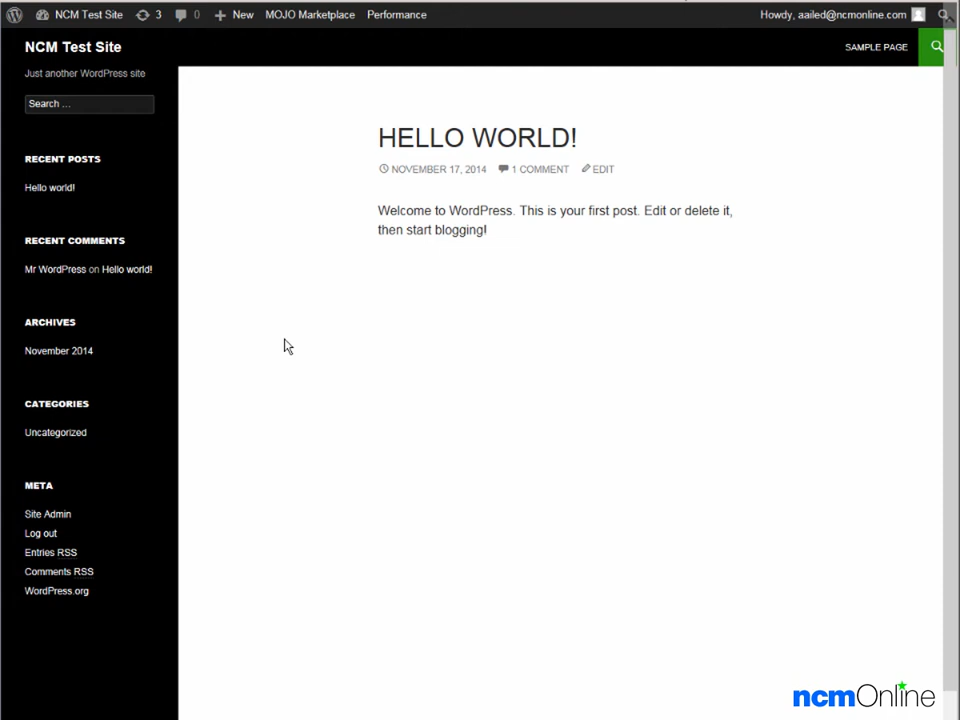 NCM Test Site 3 0 New MOJO Marketplace Performance Howdy, aailed@ncmonline.com
NCM Test Site
SAMPLE PAGE
Just another WordPress site
Search ...
RECENT POSTS
Hello world!
RECENT COMMENTS
Mr WordPress on Hello world!
ARCHIVES
November 2014
CATEGORIES
Uncategorized
META
Site Admin
Log out
Entries RSS
Comments RSS
WordPress.org
HELLO WORLD!
NOVEMBER 17, 2014 1 COMMENT EDIT
Welcome to WordPress. This is your first post. Edit or delete it,
then start blogging!
ncmOnline